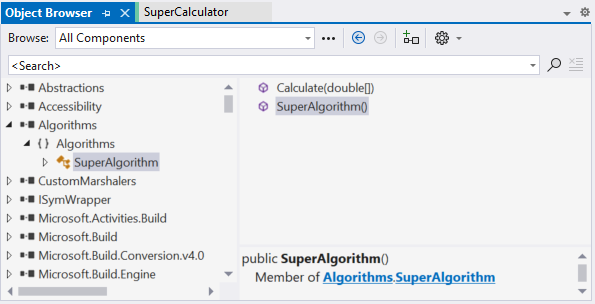 Object Browser
SuperCalculator
Browse: All Components
<Search>
Abstractions
Accessibility
Algorithms
{ } Algorithms
SuperAlgorithm
CustomMarshalers
ISymWrapper
Microsoft.Activities.Build
Microsoft.Build
Microsoft.Build.Conversion.v4.0
Microsoft.Build.Engine
Calculate(double[])
SuperAlgorithm()
public SuperAlgorithm()
Member of Algorithms.SuperAlgorithm